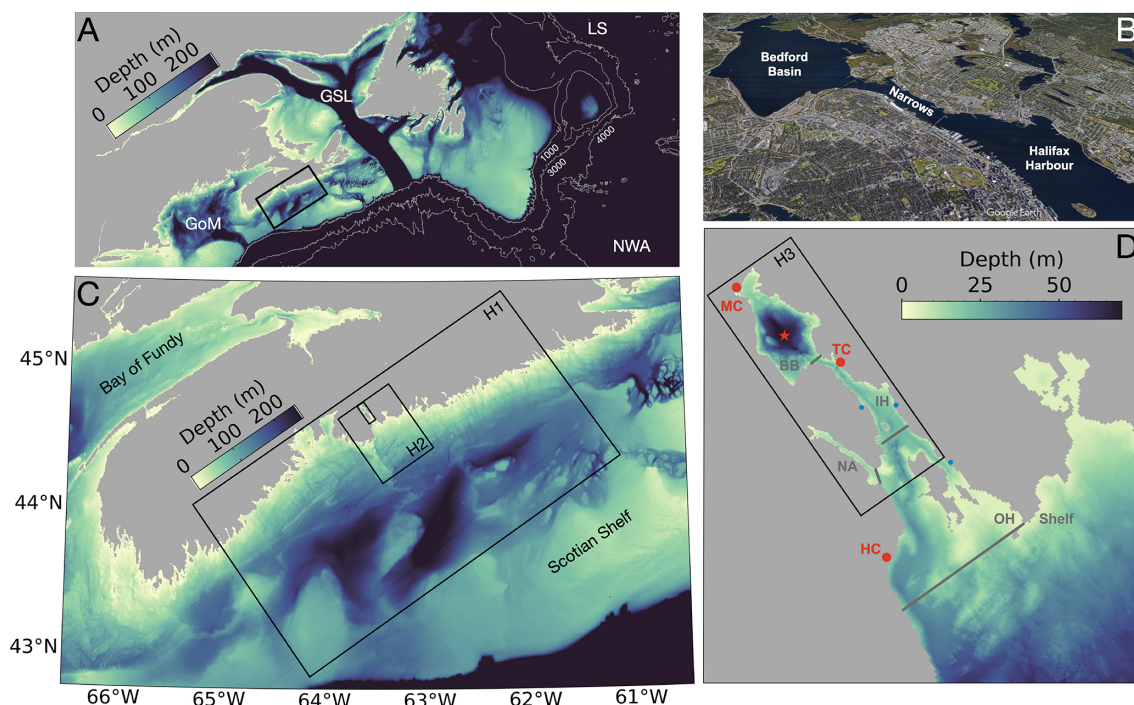 A
Depth (m)
0 100 200
LS
GSL
GoM
1000
3000
4000
NWA
B
Bedford
Basin
Narrows
Halifax
Harbour
Google Earth
C
45°N
44°N
43°N
Bay of Fundy
Depth (m)
0 100 200
H1
H2
Scotian Shelf
66°W 65°W 64°W 63°W 62°W 61°W
D
Depth (m)
0 25 50
H3
MC
BB
TC
IH
NA
OH Shelf
HC